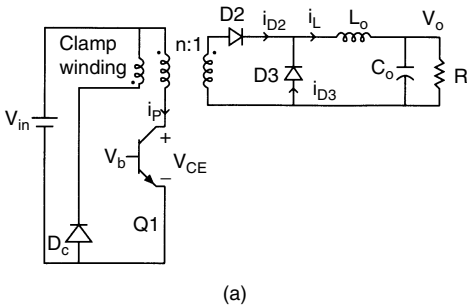 D2 i_D2 i_L L_o V_o
Clamp winding n:1
D3 C_o R
i_D3
V_in i_P
+
V_b V_CE
−
D_c Q1
(a)